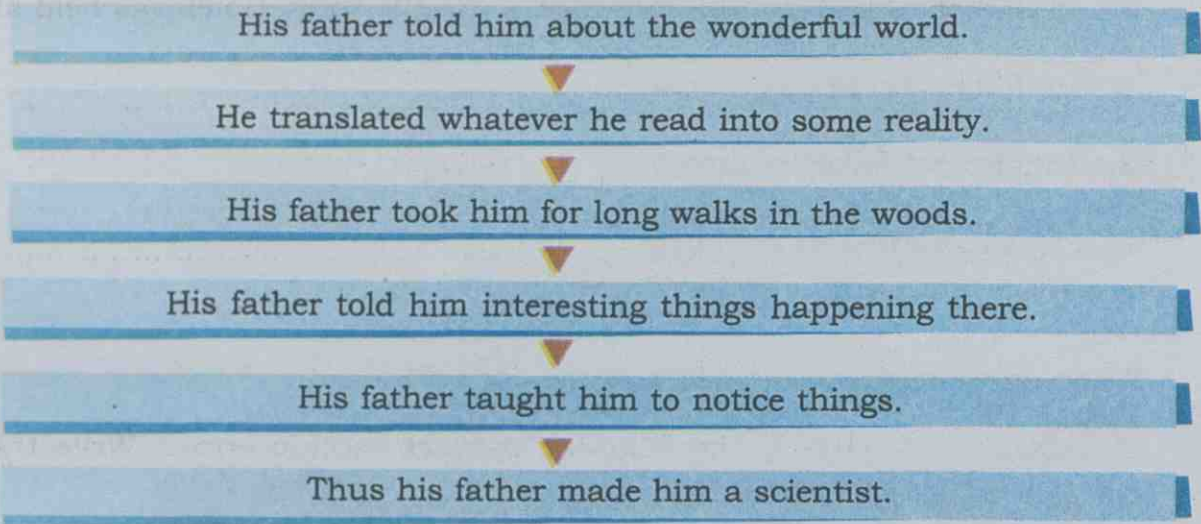 His father told him about the wonderful world.
He translated whatever he read into some reality.
His father took him for long walks in the woods.
His father told him interesting things happening there.
His father taught him to notice things.
Thus his father made him a scientist.